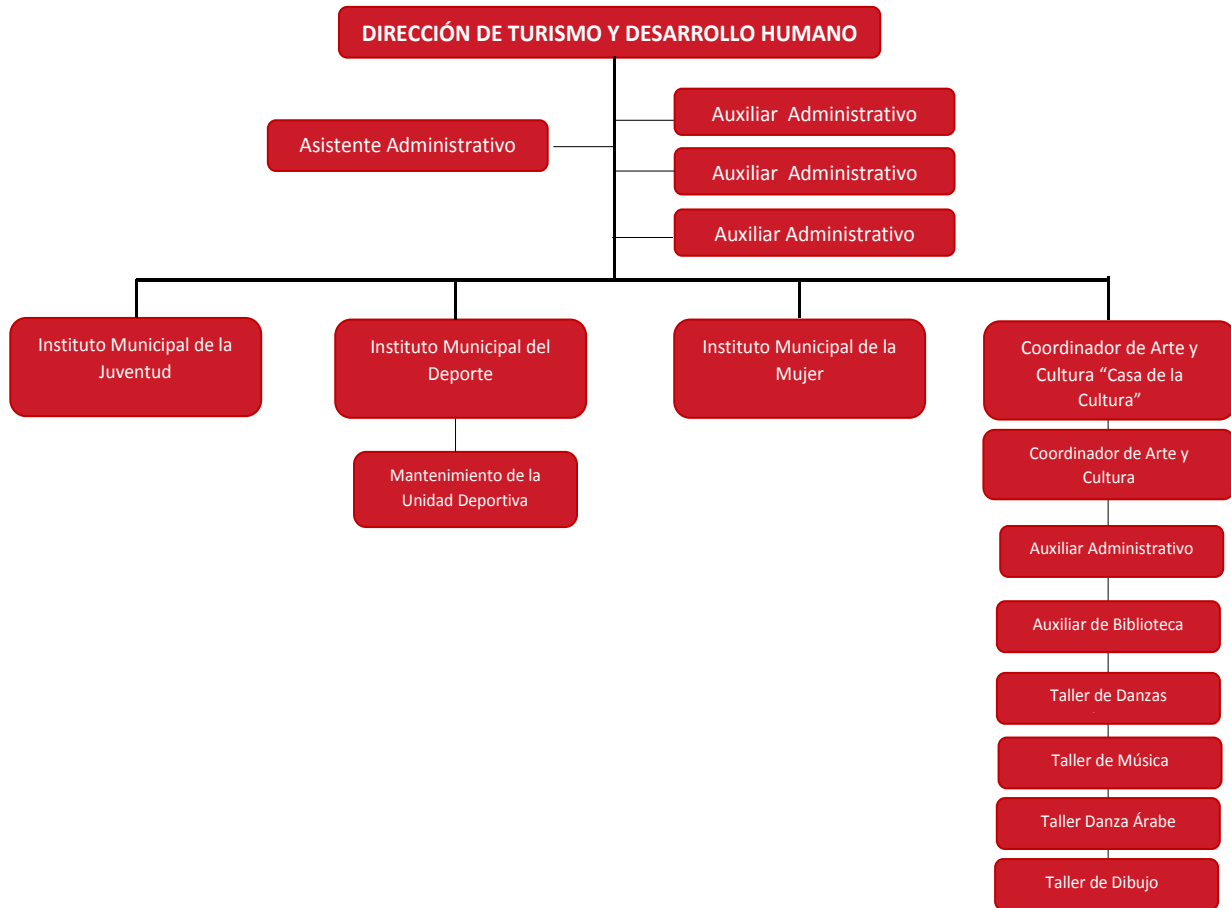 DIRECCIÓN DE TURISMO Y DESARROLLO HUMANO
Auxiliar Administrativo
Asistente Administrativo
Auxiliar Administrativo
Auxiliar Administrativo
Instituto Municipal de la
Juventud
Instituto Municipal del
Deporte
Instituto Municipal de la
Mujer
Coordinador de Arte y
Cultura “Casa de la
Cultura”
Mantenimiento de la
Unidad Deportiva
Coordinador de Arte y
Cultura
Auxiliar Administrativo
Auxiliar de Biblioteca
Taller de Danzas
Taller de Música
Taller Danza Árabe
Taller de Dibujo